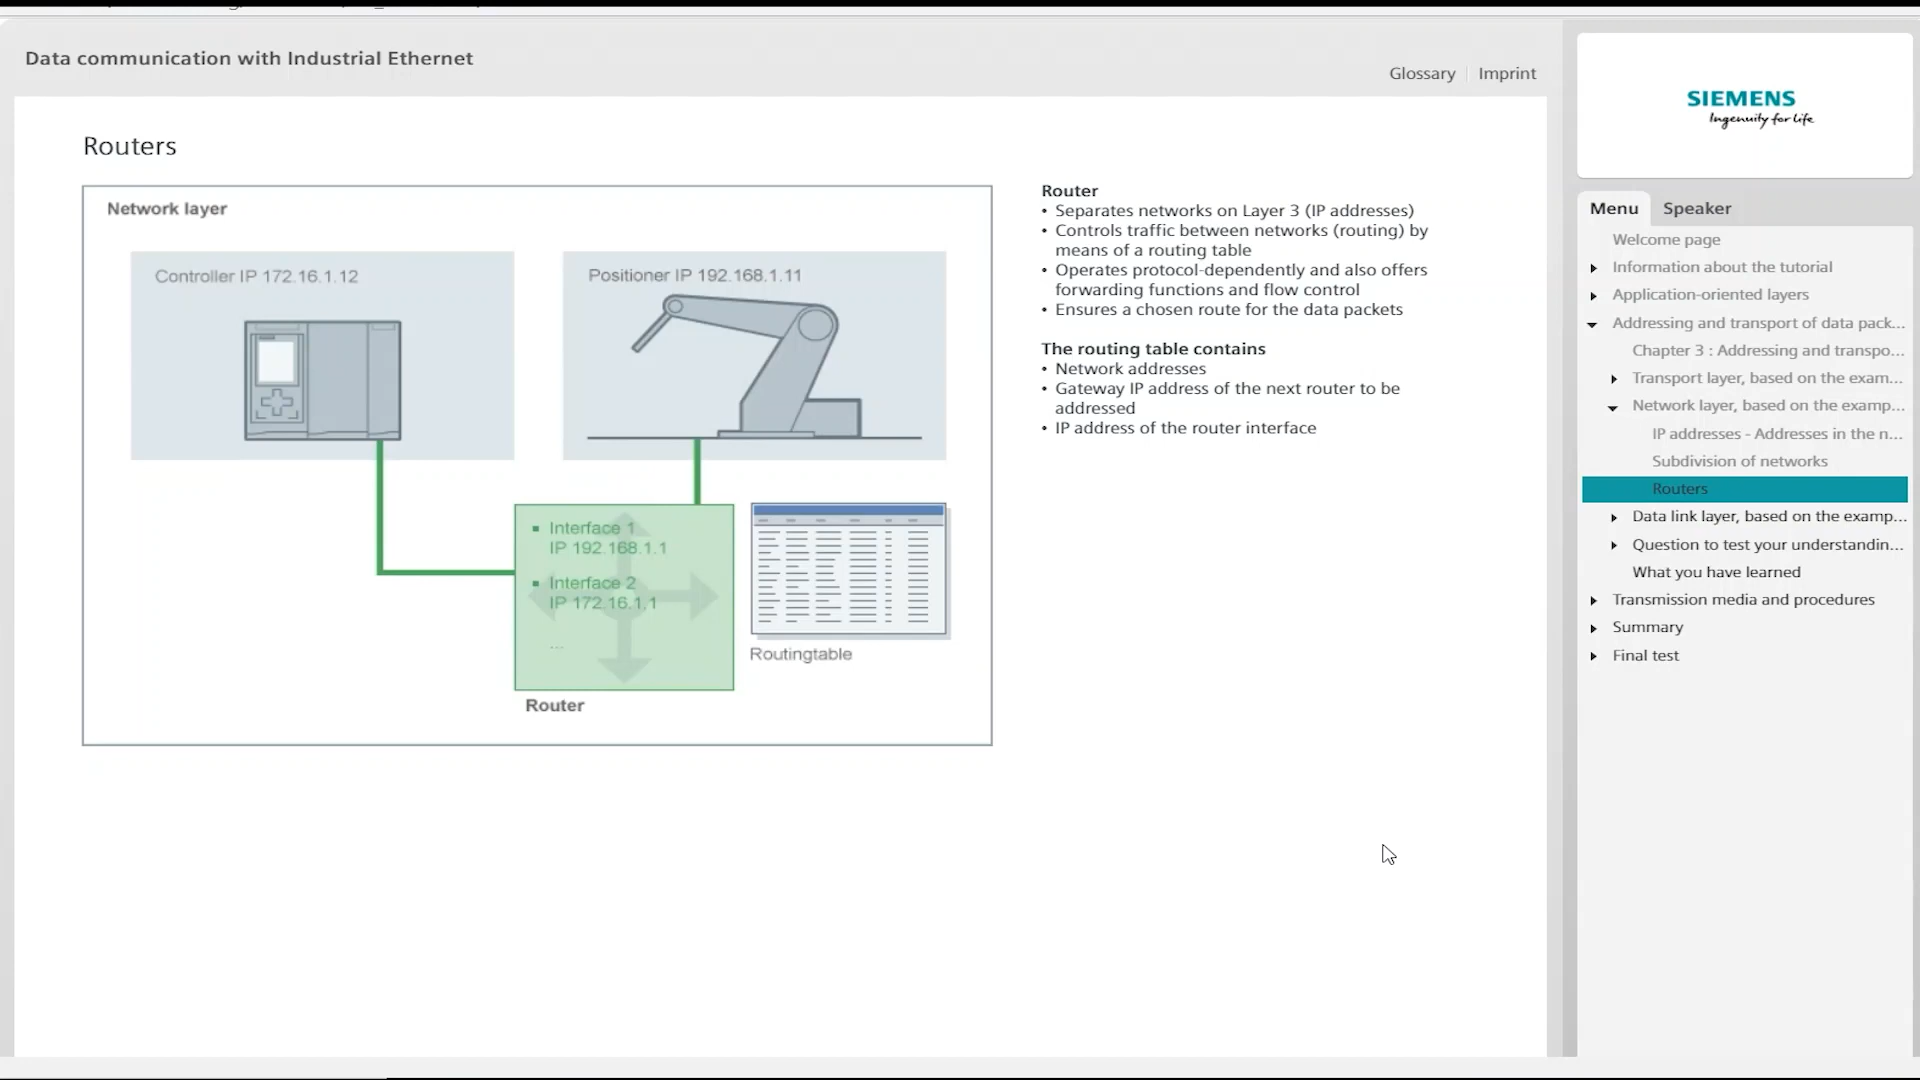 Data communication with Industrial Ethernet
Glossary
Imprint
Routers
Network layer
Controller IP 172.16.1.12
Positioner IP 192.168.1.11
▪ Interface 1
IP 192.168.1.1
▪ Interface 2
IP 172.16.1.1
...
Router
Routingtable
Router
• Separates networks on Layer 3 (IP addresses)
• Controls traffic between networks (routing) by
means of a routing table
• Operates protocol-dependently and also offers
forwarding functions and flow control
• Ensures a chosen route for the data packets
The routing table contains
• Network addresses
• Gateway IP address of the next router to be
addressed
• IP address of the router interface
SIEMENS
Ingenuity for life
Menu
Speaker
Welcome page
Information about the tutorial
Application-oriented layers
Addressing and transport of data pack...
Chapter 3 : Addressing and transpo...
Transport layer, based on the exam...
Network layer, based on the examp...
IP addresses - Addresses in the n...
Subdivision of networks
Routers
Data link layer, based on the examp...
Question to test your understandin...
What you have learned
Transmission media and procedures
Summary
Final test